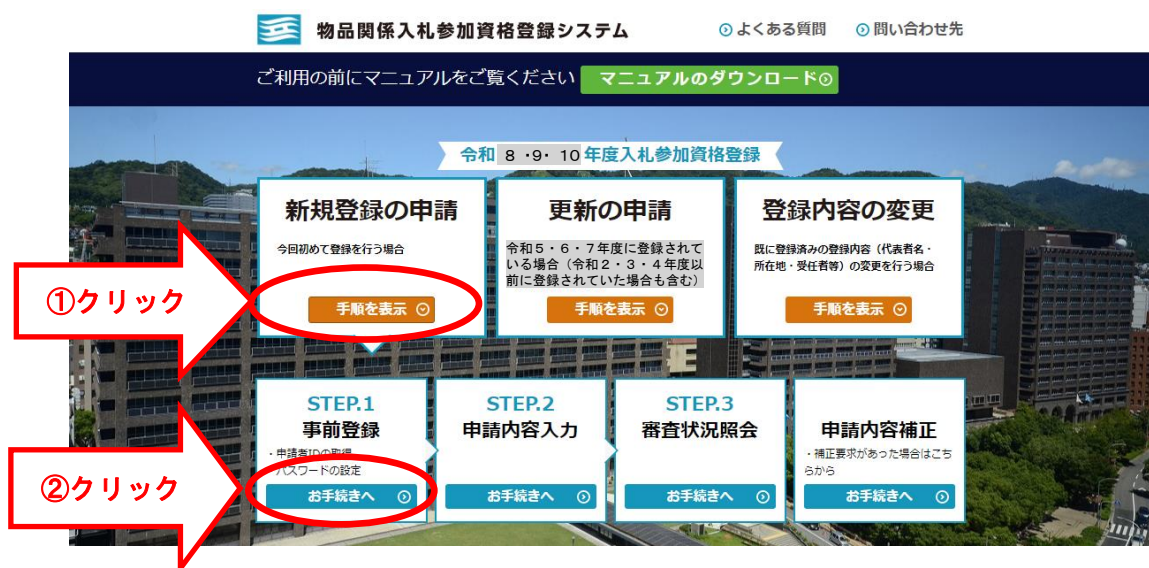 物品関係入札参加資格登録システム
よくある質問
問い合わせ先
ご利用の前にマニュアルをご覧ください
マニュアルのダウンロード
令和 8・9・10年度入札参加資格登録
新規登録の申請
今回初めて登録を行う場合
手順を表示
更新の申請
令和5・6・7年度に登録されて
いる場合(令和2・3・4年度以
前に登録されていた場合も含む)
手順を表示
登録内容の変更
既に登録済みの登録内容(代表者名・
所在地・受任者等)の変更を行う場合
手順を表示
①クリック
STEP.1
事前登録
・申請者IDの取得
パスワードの設定
お手続きへ
STEP.2
申請内容入力
お手続きへ
STEP.3
審査状況照会
お手続きへ
申請内容補正
・補正要求があった場合はこち
らから
お手続きへ
②クリック